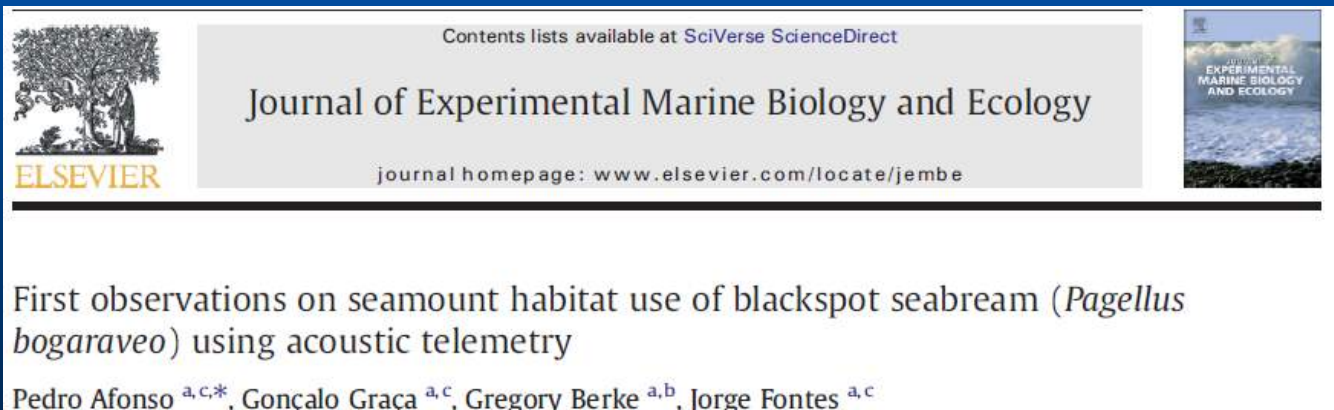 Contents lists available at SciVerse ScienceDirect
Journal of Experimental Marine Biology and Ecology
journal homepage: www.elsevier.com/locate/jembe
ELSEVIER
EXPERIMENTAL
MARINE BIOLOGY
AND ECOLOGY
First observations on seamount habitat use of blackspot seabream (Pagellus
bogaraveo) using acoustic telemetry
Pedro Afonso a,c,*, Gonçalo Graça a,c, Gregory Berke a,b, Jorge Fontes a,c